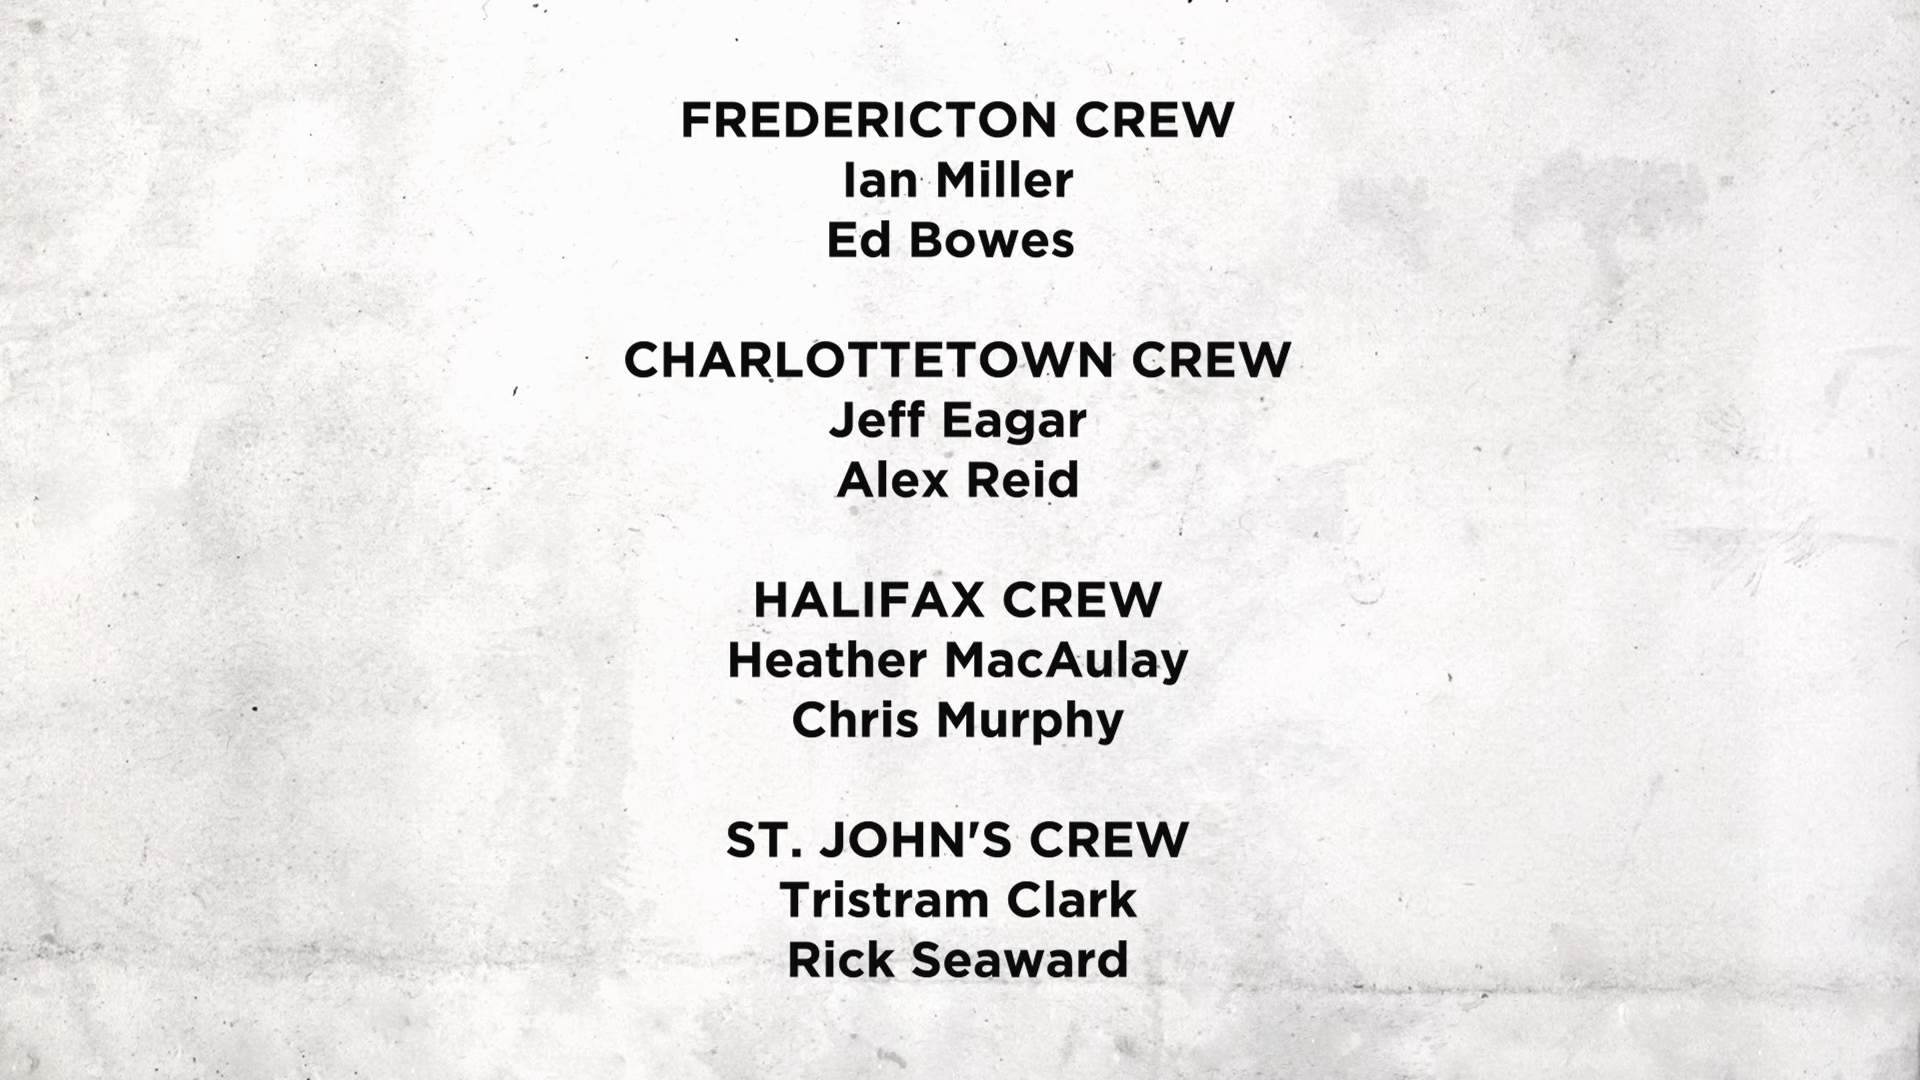 FREDERICTON CREW
Ian Miller
Ed Bowes
CHARLOTTETOWN CREW
Jeff Eagar
Alex Reid
HALIFAX CREW
Heather MacAulay
Chris Murphy
ST. JOHN'S CREW
Tristram Clark
Rick Seaward